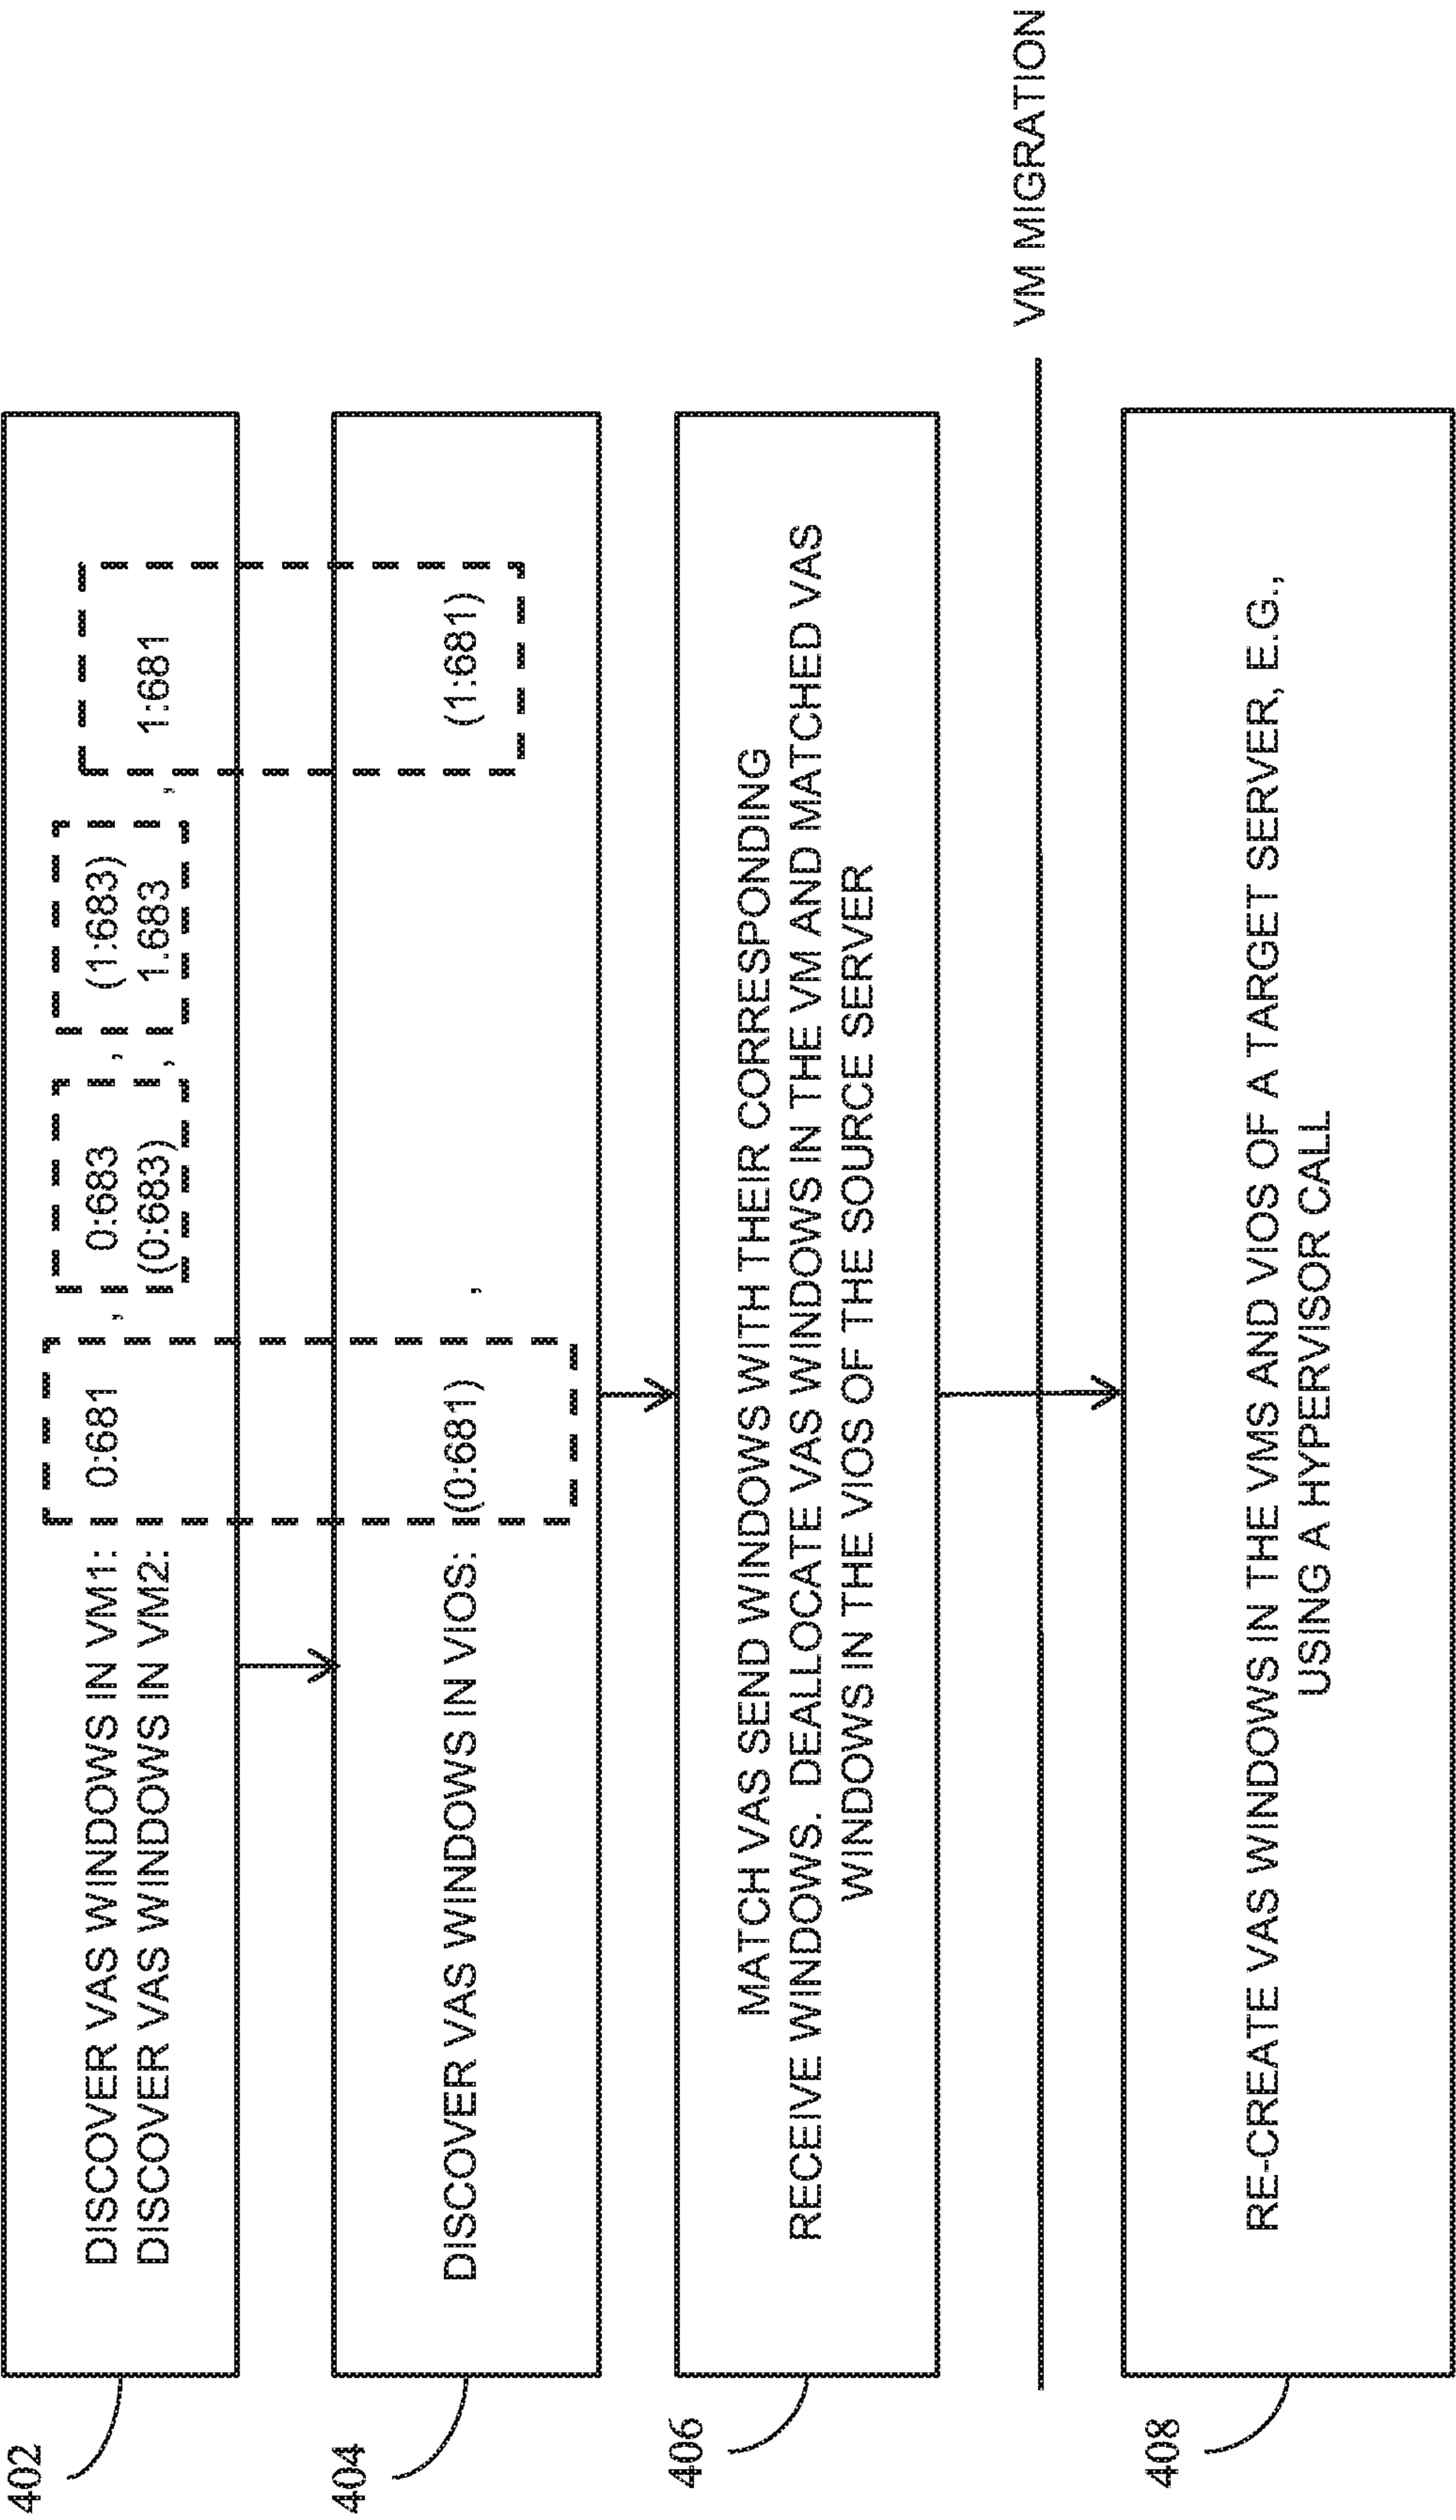 402
DISCOVER VAS WINDOWS IN VM1: 0:681 , 0:683 , (1:683)
DISCOVER VAS WINDOWS IN VM2: (0:683) , 1:683 , 1:681
404
DISCOVER VAS WINDOWS IN VIOS: (0:681) , (1:681)
406
MATCH VAS SEND WINDOWS WITH THEIR CORRESPONDING
RECEIVE WINDOWS. DEALLOCATE VAS WINDOWS IN THE VM AND MATCHED VAS
WINDOWS IN THE VIOS OF THE SOURCE SERVER
VM MIGRATION
408
RE-CREATE VAS WINDOWS IN THE VMS AND VIOS OF A TARGET SERVER, E.G.,
USING A HYPERVISOR CALL